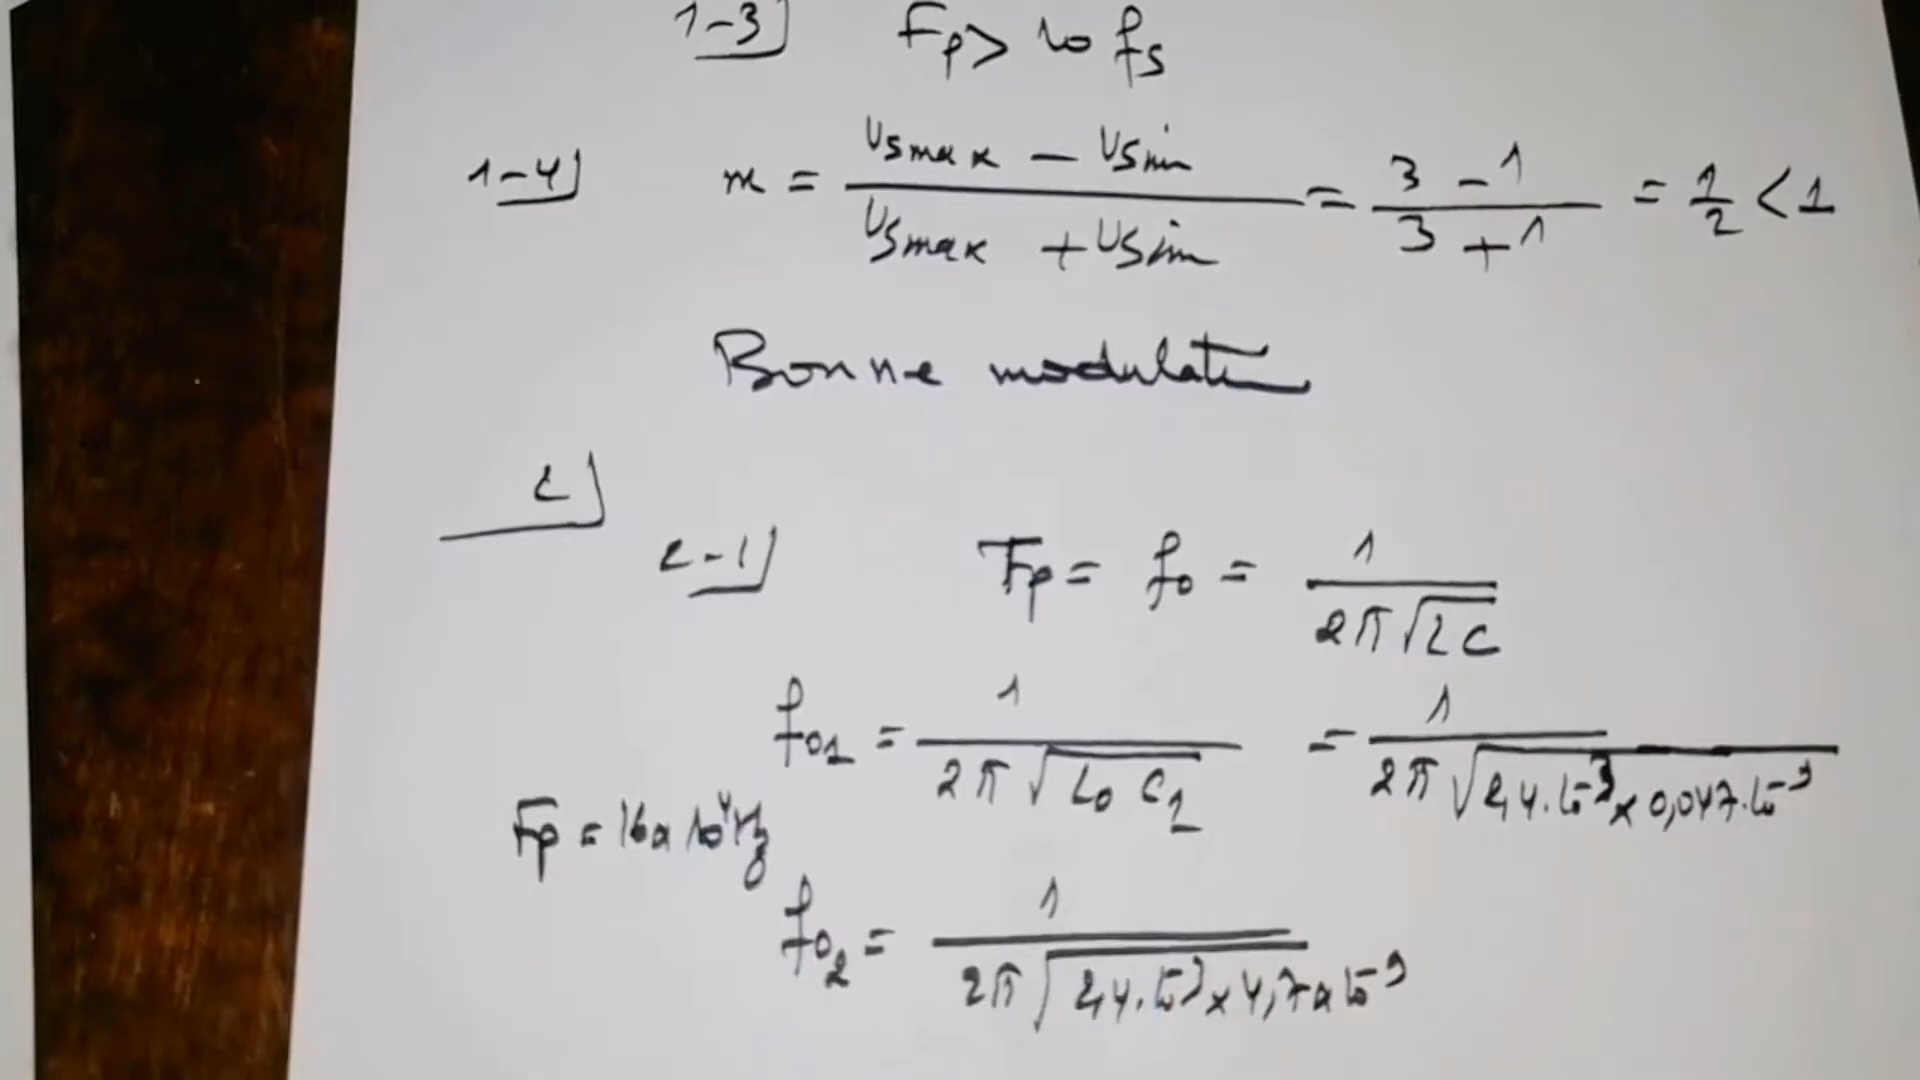 1-3) Fp > 10 fs
1-4) m = (Usmax - Usmin) / (Usmax + Usmin) = (3 - 1) / (3 + 1) = 1/2 < 1
Bonne modulation
2)
2-1) Fp = f0 = 1 / (2π√LC)
f01 = 1 / (2π√(L0 C1)) = 1 / (2π√(2,4.10^-3 x 0,047.10^-9))
Fp = 16 x 10^4 Hz
f02 = 1 / (2π√(2,4.10^-3 x 4,7 x 10^-9))